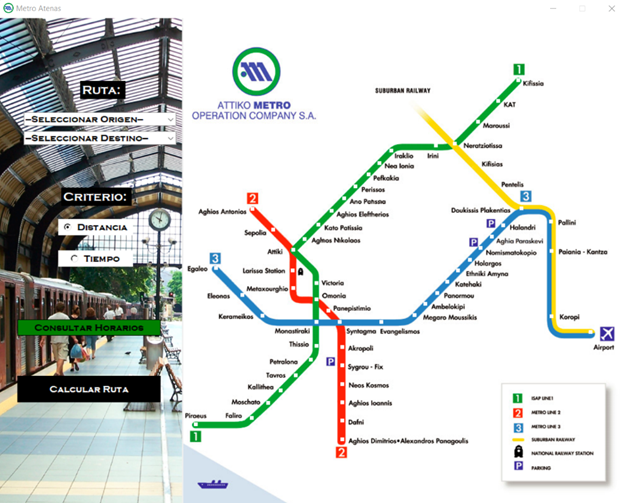 Metro Atenas
Ruta:
--Seleccionar Origen--
--Seleccionar Destino--
Criterio:
Distancia
Tiempo
Consultar Horarios
Calcular Ruta
ATTIKO METRO
OPERATION COMPANY S.A.
SUBURBAN RAILWAY
1
Kifissia
KAT
Maroussi
Neratziotissa
Irini
Iraklio
Nea Ionia
Pefkakia
Perissos
Ano Patissia
Aghios Eleftherios
Kato Patissia
Aghios Nikolaos
Kifisias
Pentelis
3
Doukissis Plakentias
Pallini
Paiania - Kantza
Koropi
Airport
P
Halandri
Aghia Paraskevi
P
Nomismatokopio
Holargos
Ethniki Amyna
Katehaki
Panormou
Ambelokipi
Megaro Moussikis
Evangelismos
Syntagma
Monastiraki
2
Aghios Antonios
Sepolia
Attiki
3
Egaleo
Larissa Station
Eleonas
Metaxourghio
Kerameikos
Victoria
Omonia
Panepistimio
Thissio
Petralona
Tavros
Kallithea
Moschato
Faliro
Piraeus
1
P
Akropoli
Sygrou - Fix
Neos Kosmos
Aghios Ioannis
Dafni
Aghios Dimitrios•Alexandros Panagoulis
2
1 ISAP LINE1
2 METRO LINE 2
3 METRO LINE 3
SUBURBAN RAILWAY
NATIONAL RAILWAY STATION
P PARKING